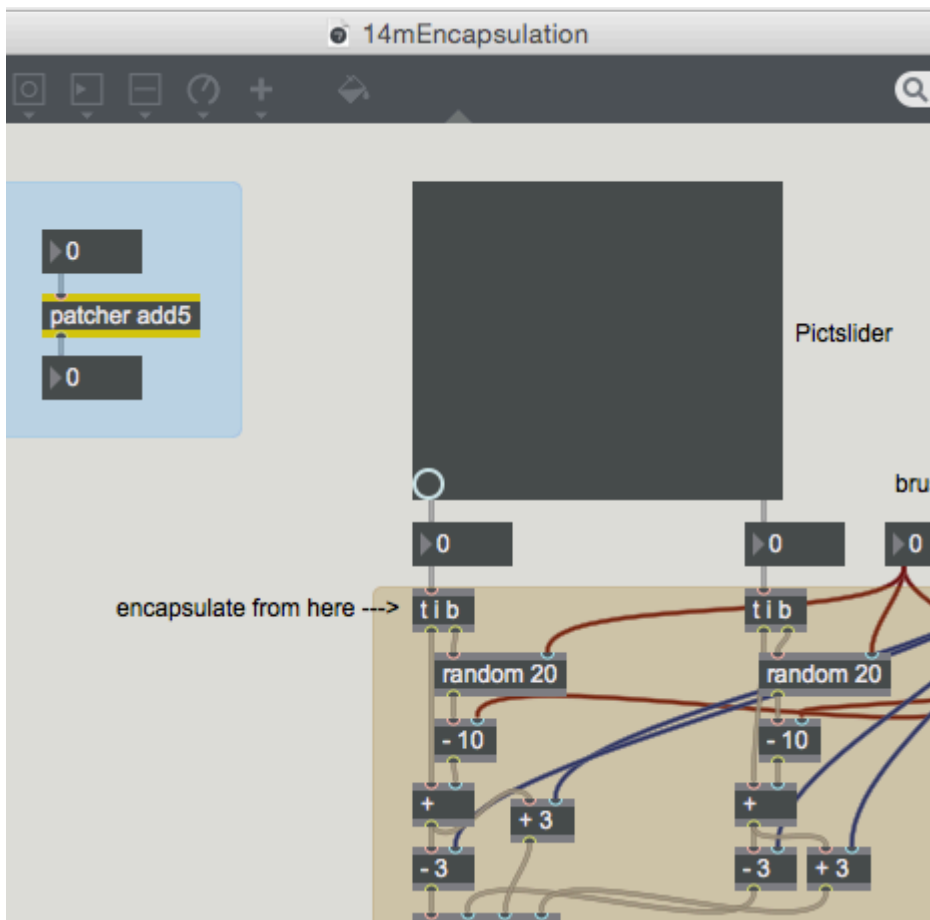 14mEncapsulation
0
patcher add5
0
Pictslider
bru
0
0
0
encapsulate from here --->
t i b
t i b
random 20
random 20
- 10
- 10
+
+ 3
+
- 3
- 3
+ 3